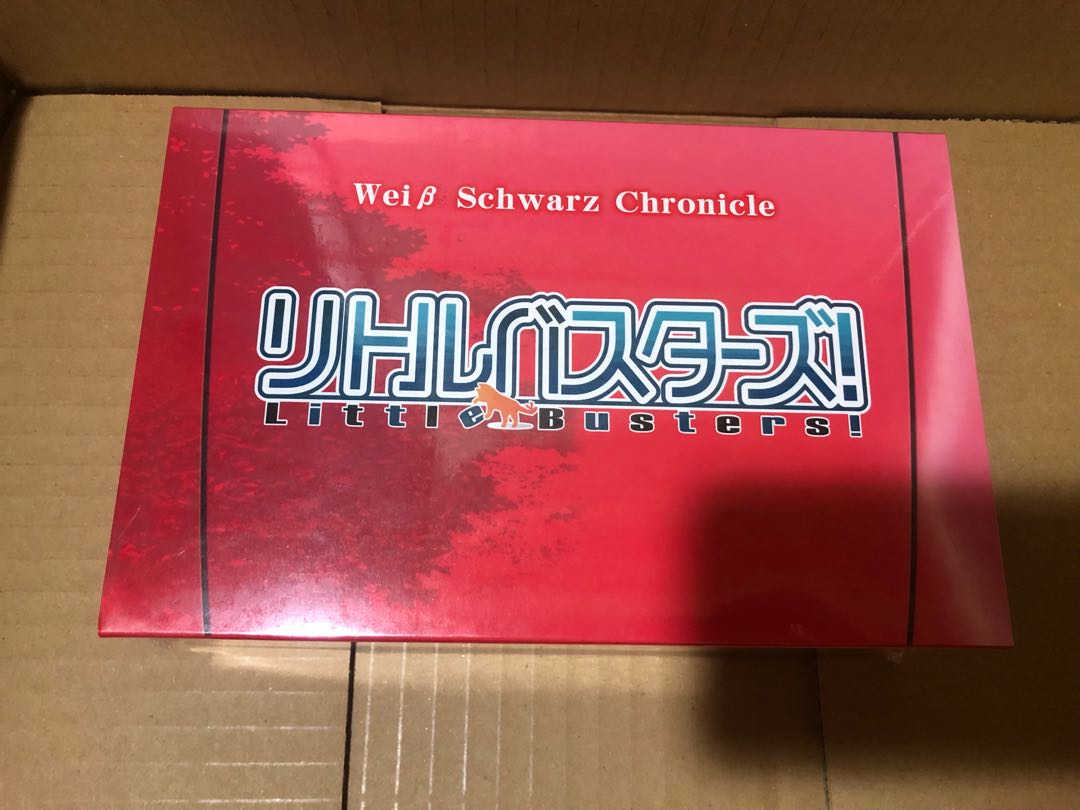 Weiβ Schwarz Chronicle
リトルバスターズ!
Little Busters!